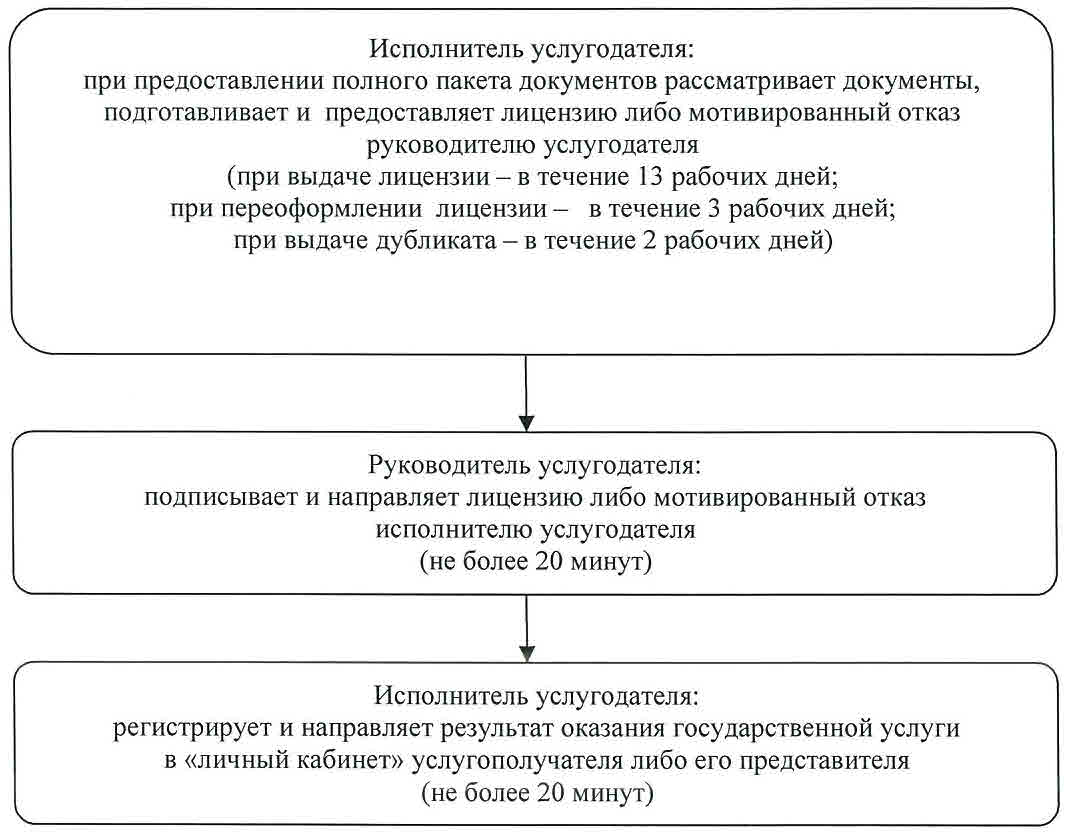 Исполнитель услугодателя:
при предоставлении полного пакета документов рассматривает документы,
подготавливает и предоставляет лицензию либо мотивированный отказ
руководителю услугодателя
(при выдаче лицензии – в течение 13 рабочих дней;
при переоформлении лицензии – в течение 3 рабочих дней;
при выдаче дубликата – в течение 2 рабочих дней)
Руководитель услугодателя:
подписывает и направляет лицензию либо мотивированный отказ
исполнителю услугодателя
(не более 20 минут)
Исполнитель услугодателя:
регистрирует и направляет результат оказания государственной услуги
в «личный кабинет» услугополучателя либо его представителя
(не более 20 минут)